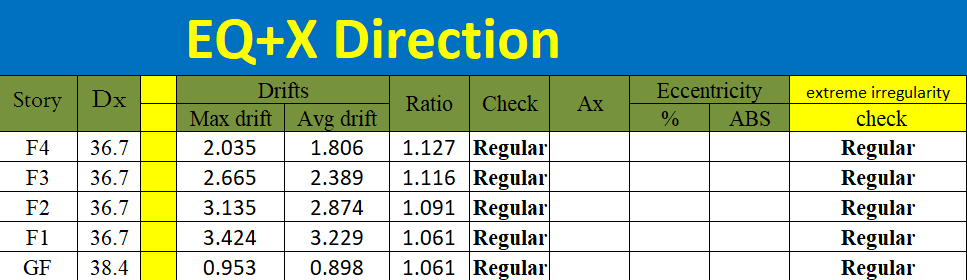 EQ+X Direction
Story Dx Drifts Ratio Check Ax Eccentricity extreme irregularity
Max drift Avg drift % ABS check
F4 36.7 2.035 1.806 1.127 Regular Regular
F3 36.7 2.665 2.389 1.116 Regular Regular
F2 36.7 3.135 2.874 1.091 Regular Regular
F1 36.7 3.424 3.229 1.061 Regular Regular
GF 38.4 0.953 0.898 1.061 Regular Regular